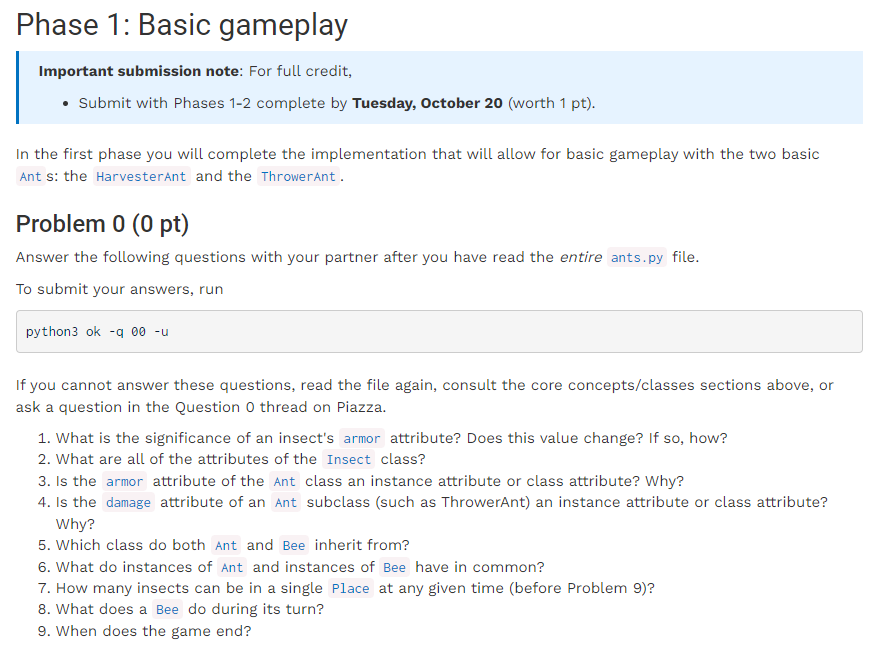 Phase 1: Basic gameplay
Important submission note: For full credit,
• Submit with Phases 1-2 complete by Tuesday, October 20 (worth 1 pt).
In the first phase you will complete the implementation that will allow for basic gameplay with the two basic
Ant s: the HarvesterAnt and the ThrowerAnt.
Problem 0 (0 pt)
Answer the following questions with your partner after you have read the entire ants.py file.
To submit your answers, run
python3 ok -q 00 -u
If you cannot answer these questions, read the file again, consult the core concepts/classes sections above, or
ask a question in the Question 0 thread on Piazza.
1. What is the significance of an insect's armor attribute? Does this value change? If so, how?
2. What are all of the attributes of the Insect class?
3. Is the armor attribute of the Ant class an instance attribute or class attribute? Why?
4. Is the damage attribute of an Ant subclass (such as ThrowerAnt) an instance attribute or class attribute?
Why?
5. Which class do both Ant and Bee inherit from?
6. What do instances of Ant and instances of Bee have in common?
7. How many insects can be in a single Place at any given time (before Problem 9)?
8. What does a Bee do during its turn?
9. When does the game end?